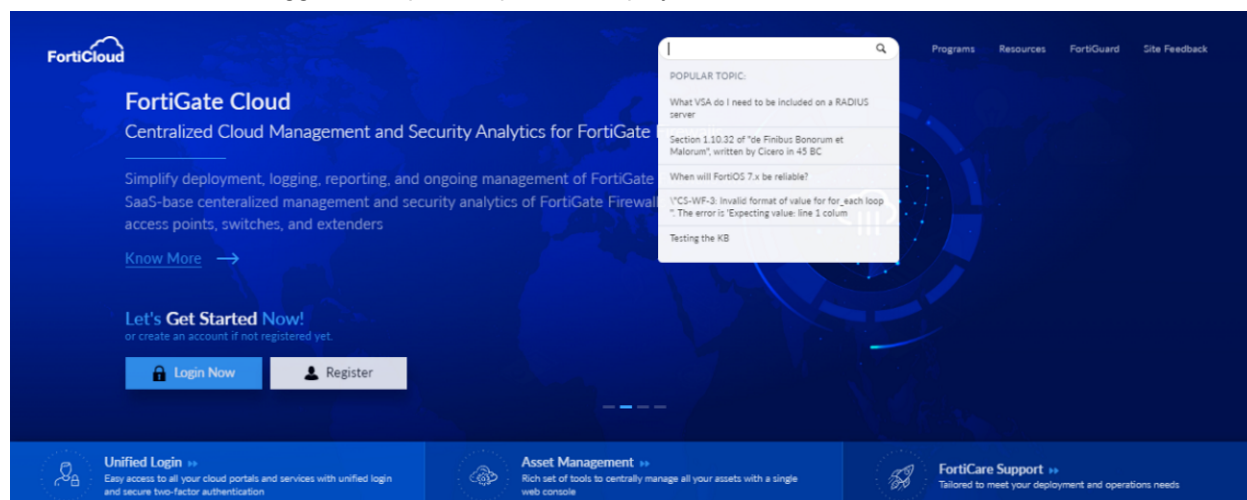 FortiCloud
Programs Resources FortiGuard Site Feedback
POPULAR TOPIC:
What VSA do I need to be included on a RADIUS
server
Section 1.10.32 of "de Finibus Bonorum et
Malorum", written by Cicero in 45 BC
When will FortiOS 7.x be reliable?
\"CS-WF-3: Invalid format of value for for_each loop
". The error is 'Expecting value: line 1 colum
Testing the KB
FortiGate Cloud
Centralized Cloud Management and Security Analytics for FortiGate
Simplify deployment, logging, reporting, and ongoing management of FortiGate
SaaS-base centeralized management and security analytics of FortiGate Firewall
access points, switches, and extenders
Know More
Let's Get Started Now!
or create an account if not registered yet.
Login Now
Register
Unified Login
Easy access to all your cloud portals and services with unified login
and secure two-factor authentication
Asset Management
Rich set of tools to centrally manage all your assets with a single
web console
FortiCare Support
Tailored to meet your deployment and operations needs